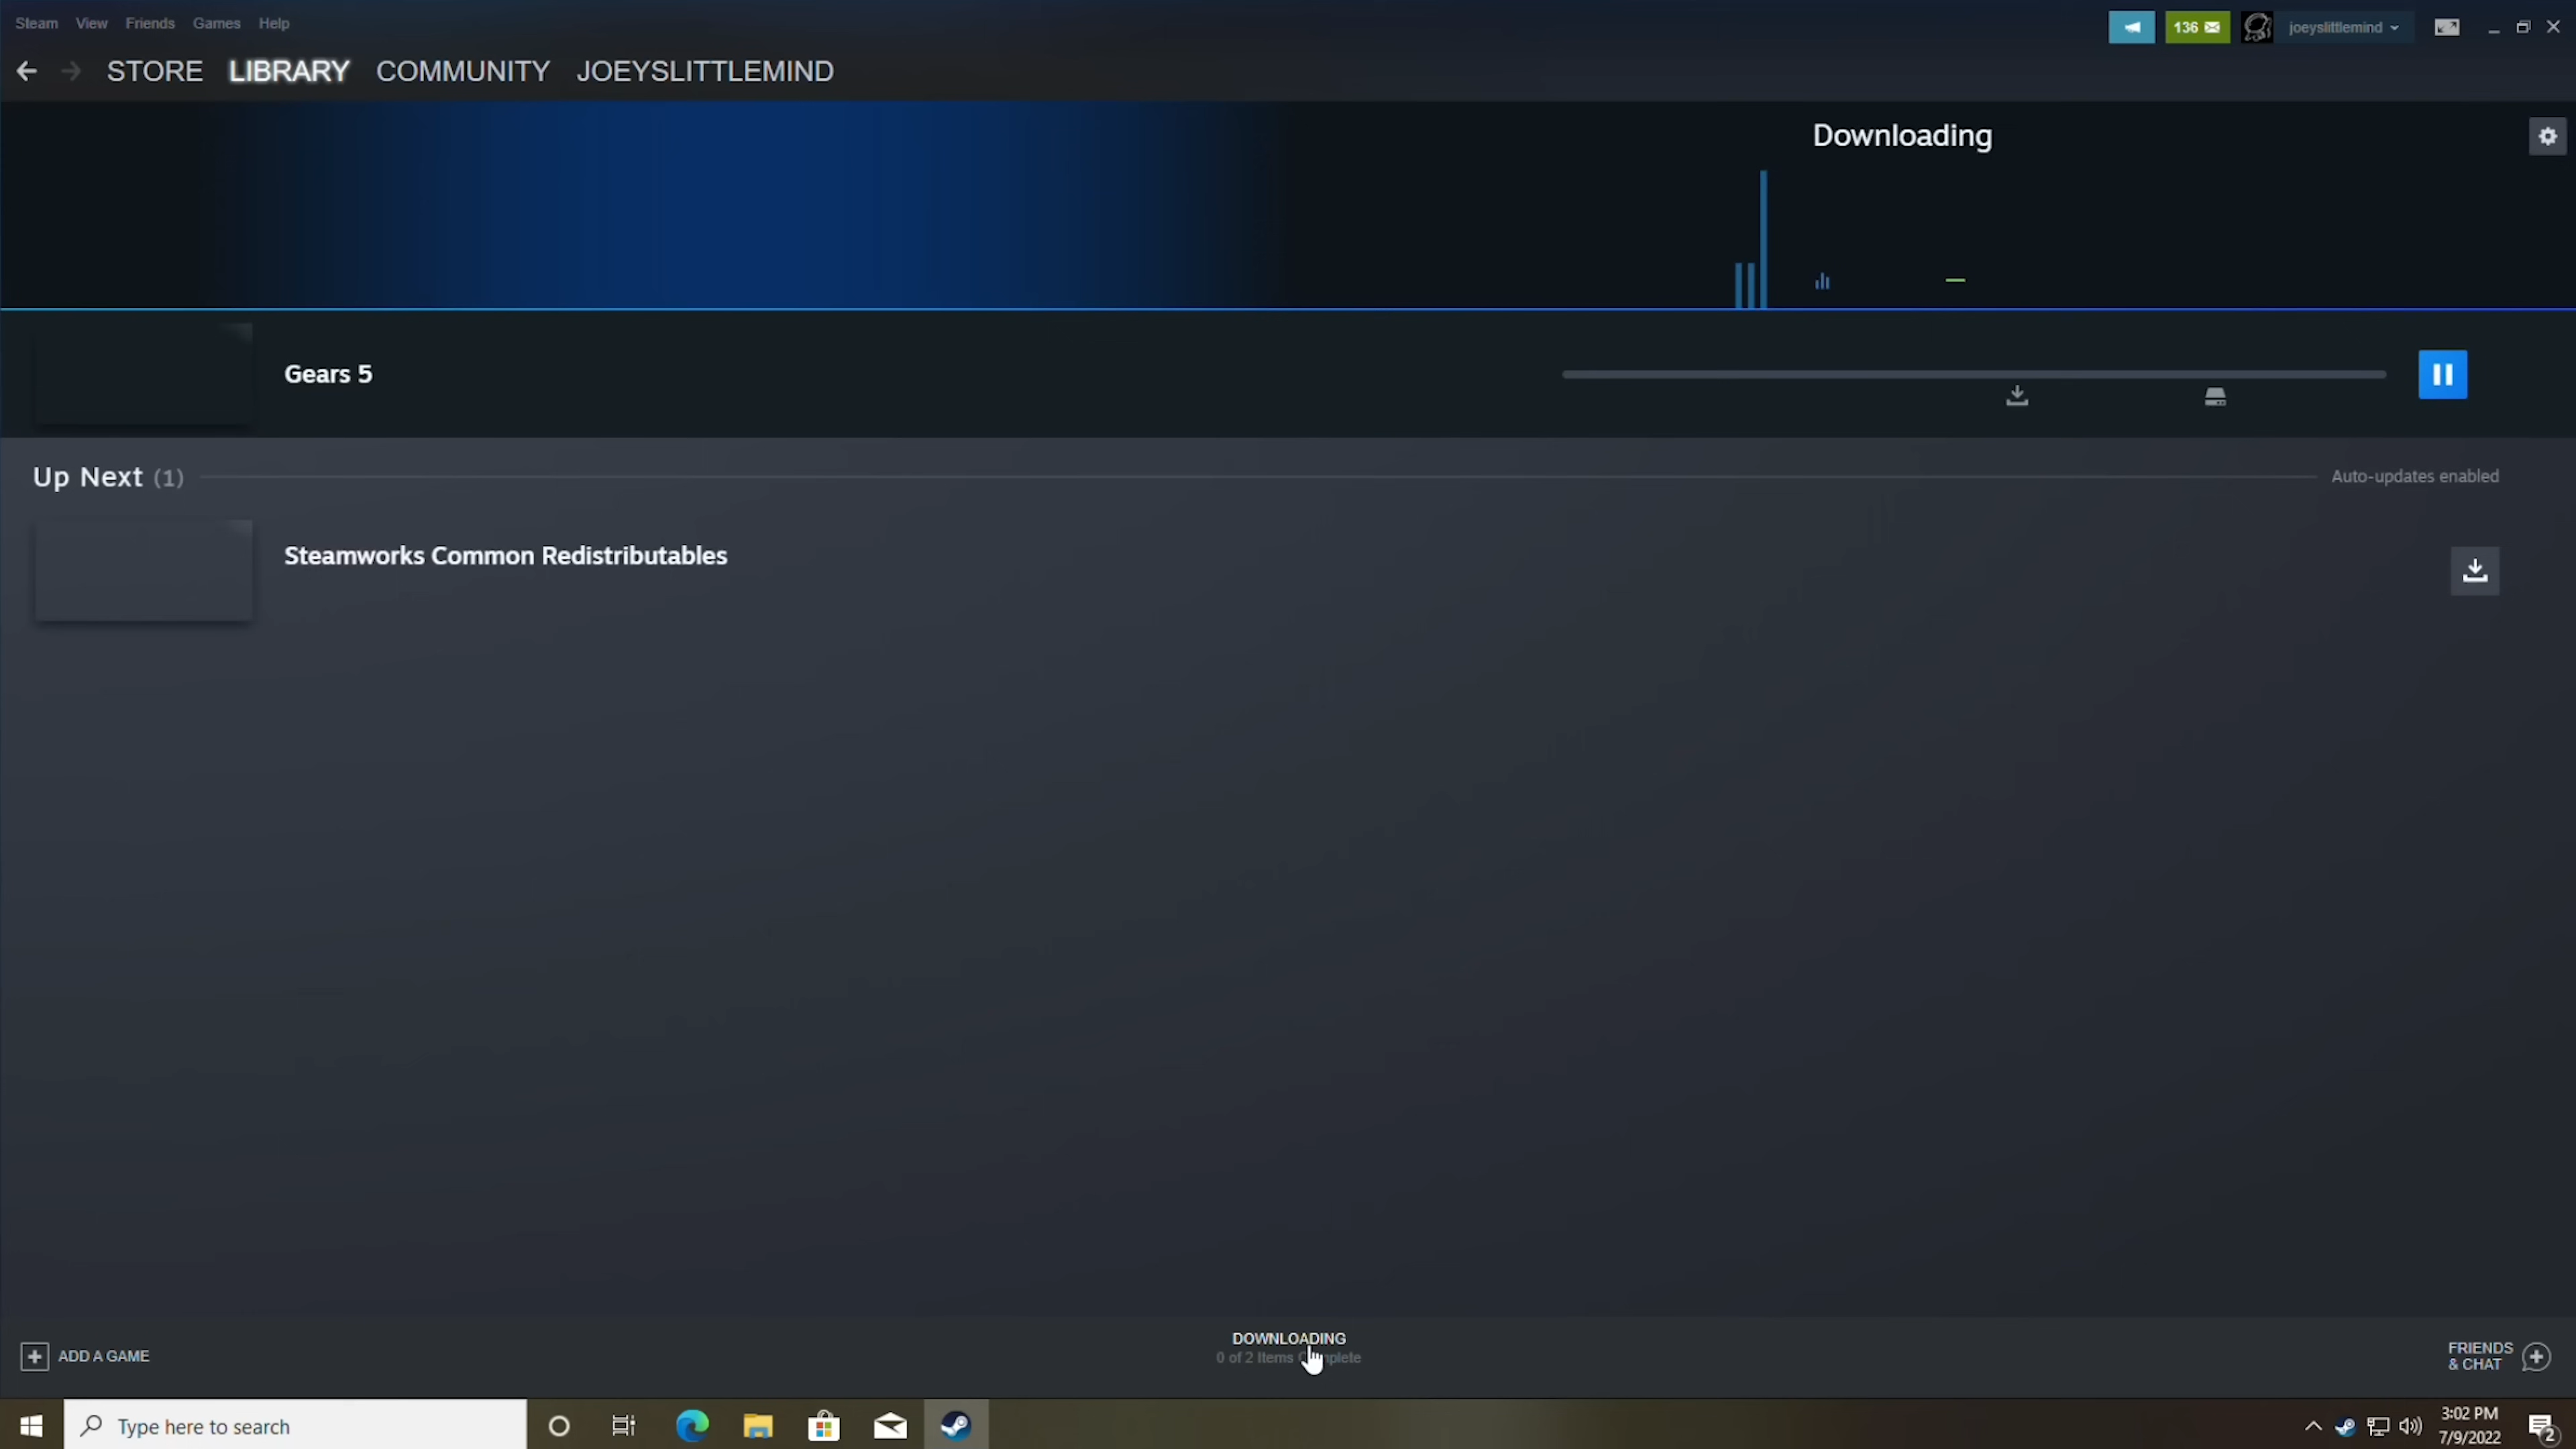 Steam View Friends Games Help
136
joeyslittlemind
STORE LIBRARY COMMUNITY JOEYSLITTLEMIND
Downloading
Gears 5
Up Next (1)
Auto-updates enabled
Steamworks Common Redistributables
ADD A GAME
DOWNLOADING
0 of 2 Items
FRIENDS
& CHAT
Type here to search
3:02 PM
7/9/2022
2